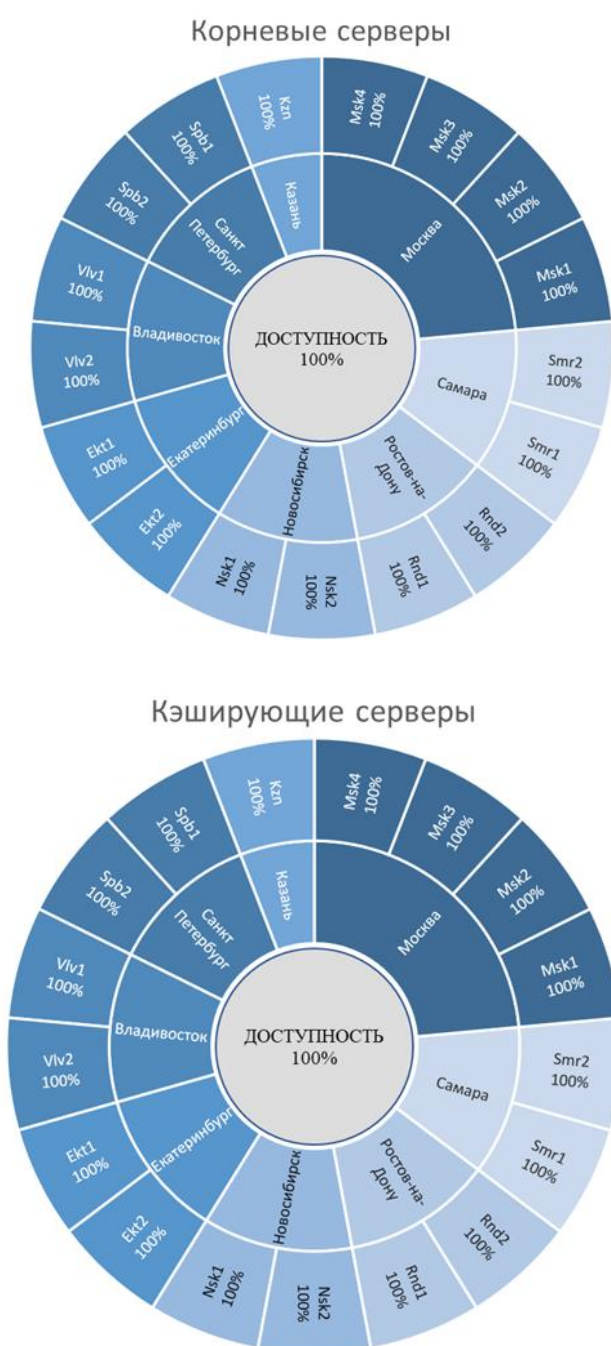 Корневые серверы
Msk4
100%
Msk3
100%
Msk2
100%
Msk1
100%
Smr2
100%
Smr1
100%
Rnd2
100%
Rnd1
100%
Nsk2
100%
Nsk1
100%
Ekt2
100%
Ekt1
100%
Vlv2
100%
Vlv1
100%
Spb2
100%
Spb1
100%
Kzn
100%
Москва
Самара
Ростов-на-
Дону
Новосибирск
Екатеринбург
Владивосток
Санкт
Петербург
Казань
ДОСТУПНОСТЬ
100%
Кэширующие серверы
Msk4
100%
Msk3
100%
Msk2
100%
Msk1
100%
Smr2
100%
Smr1
100%
Rnd2
100%
Rnd1
100%
Nsk2
100%
Nsk1
100%
Ekt2
100%
Ekt1
100%
Vlv2
100%
Vlv1
100%
Spb2
100%
Spb1
100%
Kzn
100%
Москва
Самара
Ростов-на-
Дону
Новосибирск
Екатеринбург
Владивосток
Санкт
Петербург
Казань
ДОСТУПНОСТЬ
100%